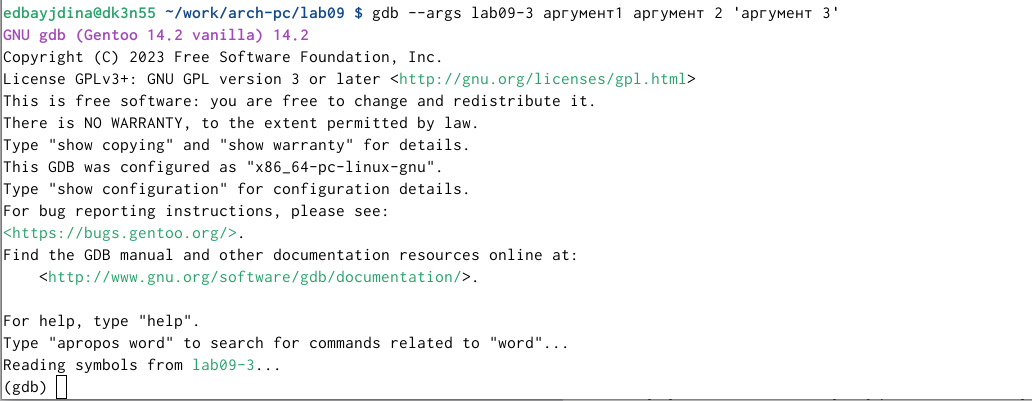 edbayjdina@dk3n55 ~/work/arch-pc/lab09 $ gdb --args lab09-3 аргумент1 аргумент 2 'аргумент 3'
GNU gdb (Gentoo 14.2 vanilla) 14.2
Copyright (C) 2023 Free Software Foundation, Inc.
License GPLv3+: GNU GPL version 3 or later <http://gnu.org/licenses/gpl.html>
This is free software: you are free to change and redistribute it.
There is NO WARRANTY, to the extent permitted by law.
Type "show copying" and "show warranty" for details.
This GDB was configured as "x86_64-pc-linux-gnu".
Type "show configuration" for configuration details.
For bug reporting instructions, please see:
<https://bugs.gentoo.org/>.
Find the GDB manual and other documentation resources online at:
    <http://www.gnu.org/software/gdb/documentation/>.

For help, type "help".
Type "apropos word" to search for commands related to "word"...
Reading symbols from lab09-3...
(gdb)